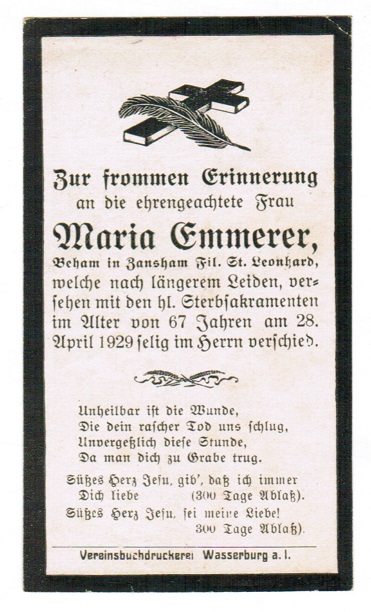 Zur frommen Erinnerung
an die ehrengeachtete Frau
Maria Emmerer,
Beham in Zansham Fil. St. Leonhard,
welche nach längerem Leiden, ver-
sehen mit den hl. Sterbsakramenten
im Alter von 67 Jahren am 28.
April 1929 selig im Herrn verschied.
Unheilbar ist die Wunde,
Die dein rascher Tod uns schlug,
Unvergeßlich diese Stunde,
Da man dich zu Grabe trug.
Süßes Herz Jesu, gib', daß ich immer
Dich liebe (300 Tage Ablaß).
Süßes Herz Jesu, sei meine Liebe!
300 Tage Ablaß).
Vereinsbuchdruckerei Wasserburg a. I.